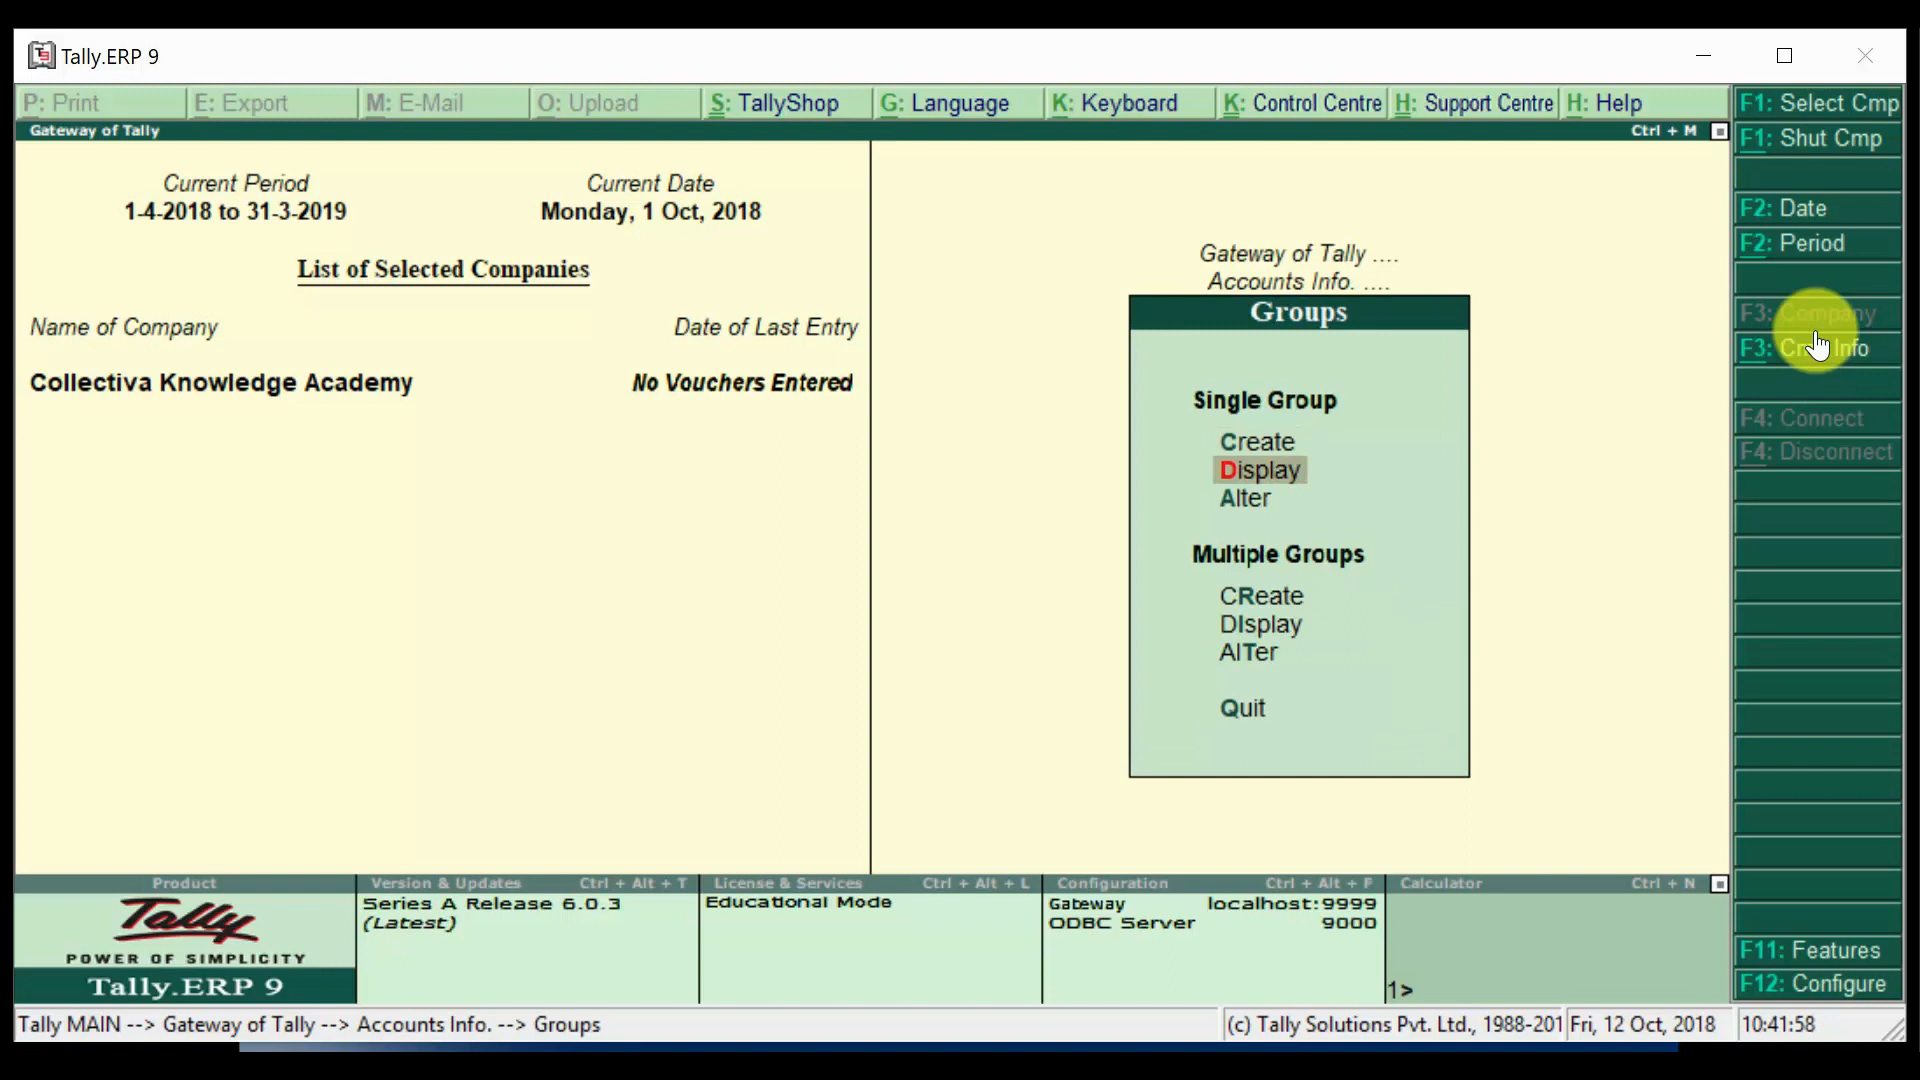 Tally.ERP 9
P: Print E: Export M: E-Mail O: Upload S: TallyShop G: Language K: Keyboard K: Control Centre H: Support Centre H: Help
Gateway of Tally Ctrl + M
Current Period Current Date
1-4-2018 to 31-3-2019 Monday, 1 Oct, 2018
List of Selected Companies
Name of Company Date of Last Entry
Collectiva Knowledge Academy No Vouchers Entered
Gateway of Tally ....
Accounts Info. ....
Groups
Single Group
Create
Display
Alter
Multiple Groups
CReate
DIsplay
AlTer
Quit
F1: Select Cmp
F1: Shut Cmp
F2: Date
F2: Period
F3: Company
F3: Info
F4: Connect
F4: Disconnect
F11: Features
F12: Configure
Product
Tally
POWER OF SIMPLICITY
Tally.ERP 9
Version & Updates Ctrl + Alt + T
Series A Release 6.0.3
(Latest)
License & Services Ctrl + Alt + L
Educational Mode
Configuration Ctrl + Alt + F
Gateway localhost:9999
ODBC Server 9000
Calculator Ctrl + N
1>
Tally MAIN --> Gateway of Tally --> Accounts Info. --> Groups
(c) Tally Solutions Pvt. Ltd., 1988-201 Fri, 12 Oct, 2018 10:41:58